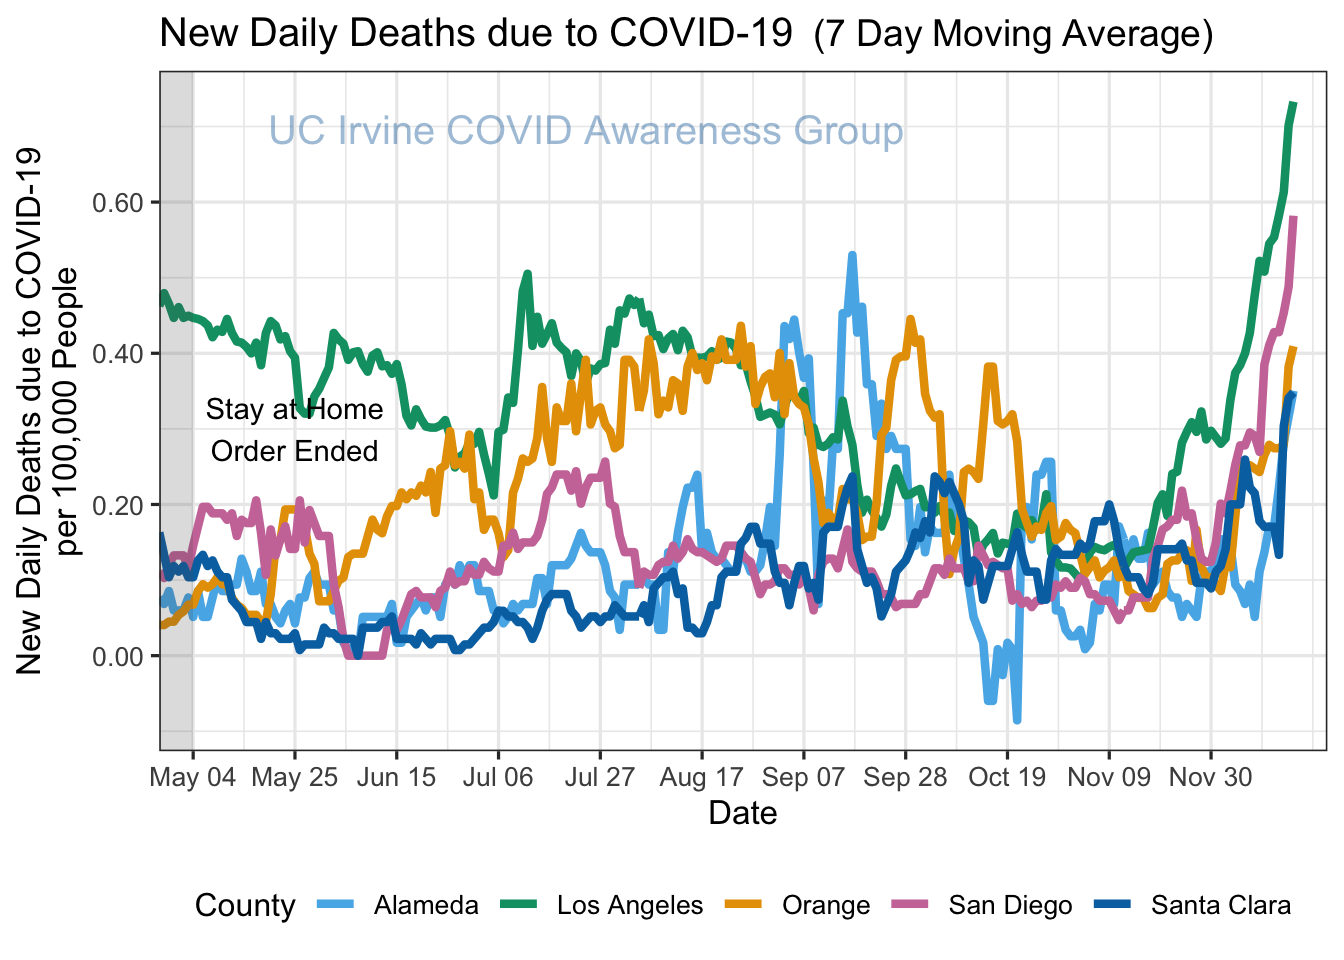 New Daily Deaths due to COVID-19 (7 Day Moving Average)
UC Irvine COVID Awareness Group
New Daily Deaths due to COVID-19
per 100,000 People
0.60
0.40
0.20
0.00
Stay at Home
Order Ended
May 04 May 25 Jun 15 Jul 06 Jul 27 Aug 17 Sep 07 Sep 28 Oct 19 Nov 09 Nov 30
Date
County Alameda Los Angeles Orange San Diego Santa Clara